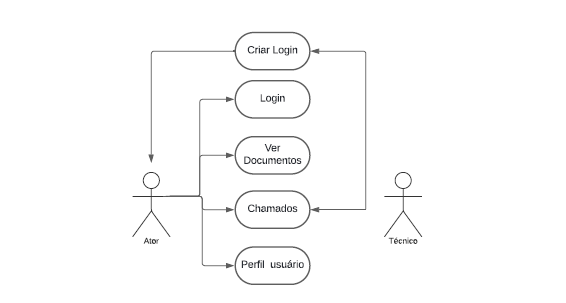 Criar Login
Login
Ver
Documentos
Chamados
Ator
Técnico
Perfil usuário